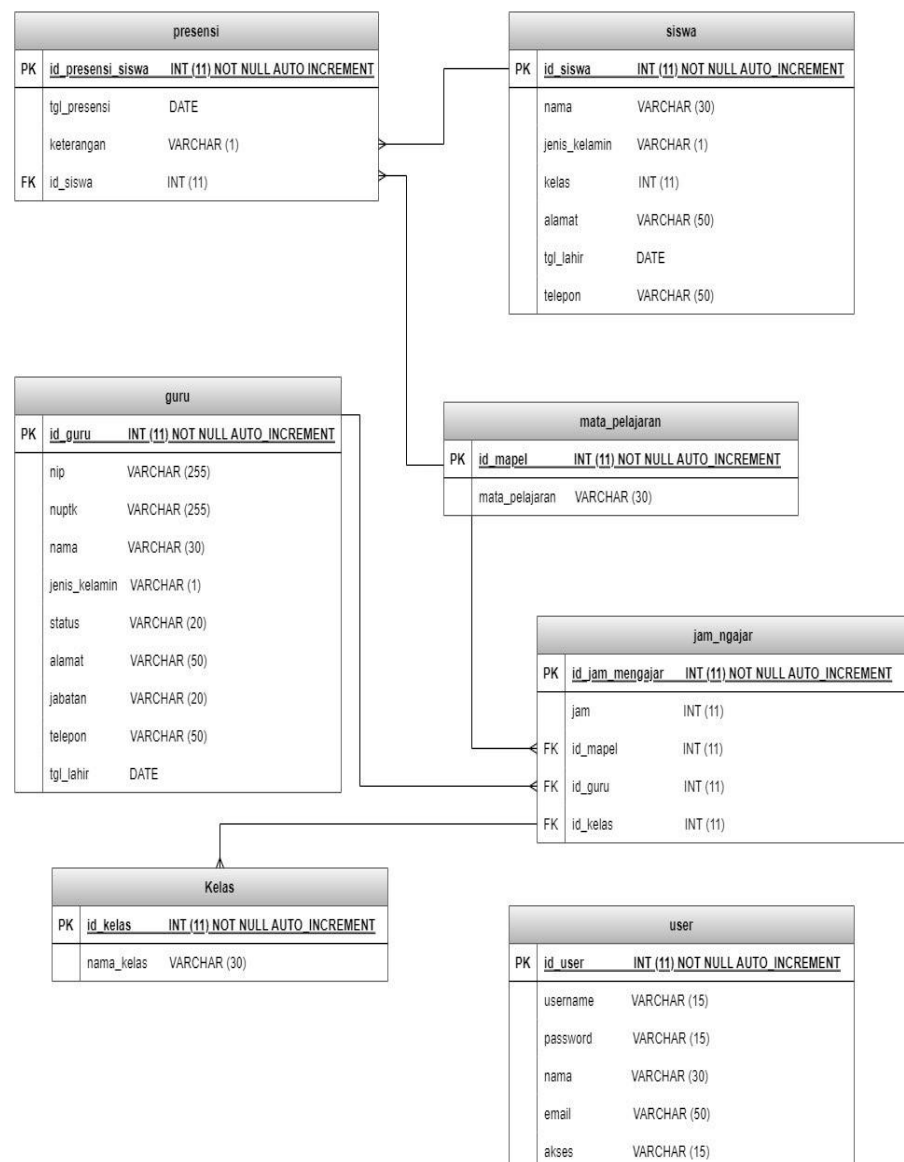 presensi
PK id_presensi_siswa INT (11) NOT NULL AUTO INCREMENT
tgl_presensi DATE
keterangan VARCHAR (1)
FK id_siswa INT (11)
siswa
PK id_siswa INT (11) NOT NULL AUTO_INCREMENT
nama VARCHAR (30)
jenis_kelamin VARCHAR (1)
kelas INT (11)
alamat VARCHAR (50)
tgl_lahir DATE
telepon VARCHAR (50)
guru
PK id_guru INT (11) NOT NULL AUTO_INCREMENT
nip VARCHAR (255)
nuptk VARCHAR (255)
nama VARCHAR (30)
jenis_kelamin VARCHAR (1)
status VARCHAR (20)
alamat VARCHAR (50)
jabatan VARCHAR (20)
telepon VARCHAR (50)
tgl_lahir DATE
mata_pelajaran
PK id_mapel INT (11) NOT NULL AUTO_INCREMENT
mata_pelajaran VARCHAR (30)
jam_ngajar
PK id_jam_mengajar INT (11) NOT NULL AUTO_INCREMENT
jam INT (11)
FK id_mapel INT (11)
FK id_guru INT (11)
FK id_kelas INT (11)
Kelas
PK id_kelas INT (11) NOT NULL AUTO_INCREMENT
nama_kelas VARCHAR (30)
user
PK id_user INT (11) NOT NULL AUTO_INCREMENT
username VARCHAR (15)
password VARCHAR (15)
nama VARCHAR (30)
email VARCHAR (50)
akses VARCHAR (15)